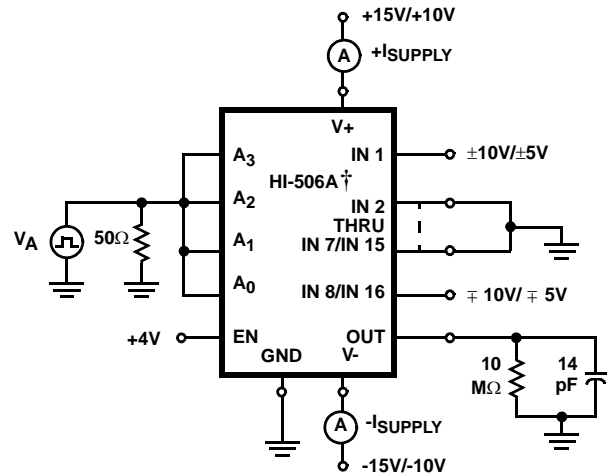 +15V/+10V
A +ISUPPLY
V+
A3
IN 1
±10V/±5V
HI-506A†
A2
IN 2
THRU
VA
50Ω
A1
IN 7/IN 15
A0
IN 8/IN 16
∓ 10V/ ∓ 5V
+4V
EN
OUT
GND
V-
10
MΩ
14
pF
A -ISUPPLY
-15V/-10V